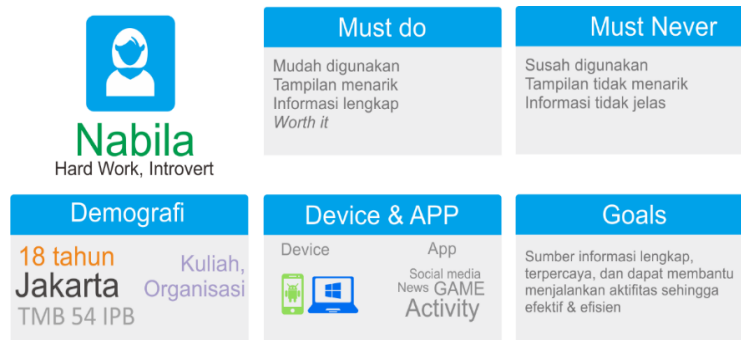 Nabila
Hard Work, Introvert
Must do
Mudah digunakan
Tampilan menarik
Informasi lengkap
Worth it
Must Never
Susah digunakan
Tampilan tidak menarik
Informasi tidak jelas
Demografi
18 tahun
Jakarta
TMB 54 IPB
Kuliah,
Organisasi
Device & APP
Device
App
Social media
News GAME
Activity
Goals
Sumber informasi lengkap,
terpercaya, dan dapat membantu
menjalankan aktifitas sehingga
efektif & efisien